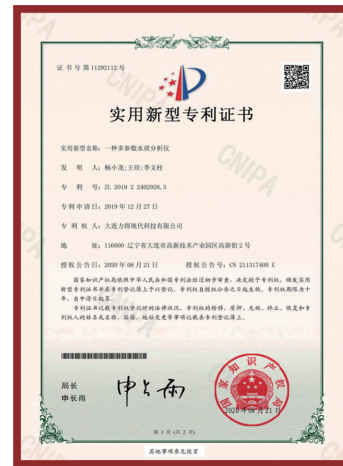 证书号第11292112号
实用新型专利证书
实用新型名称：一种多参数水质分析仪
发 明 人：杨小龙;王欣;李文柱
专 利 号：ZL 2019 2 2402928.3
专利申请日：2019年12月27日
专 利 权 人：大连力得现代科技有限公司
地 址：116000 辽宁省大连市高新技术产业园区高新街2号
授权公告日：2020年08月21日 授权公告号：CN 211317400 U
国家知识产权局依照中华人民共和国专利法经过初步审查，决定授予专利权，颁发实用
新型专利证书并在专利登记簿上予以登记。专利权自授权公告之日起生效。专利权期限为十
年，自申请日起算。
专利证书记载专利权登记时的法律状况。专利权的转移、质押、无效、终止、恢复和专
利权人的姓名或名称、国籍、地址变更等事项记载在专利登记簿上。
局长
申长雨
申长雨
国家知识产权局
2020年08月21日
第 1 页 (共 2 页)
其他事项参见续页
CNIPA